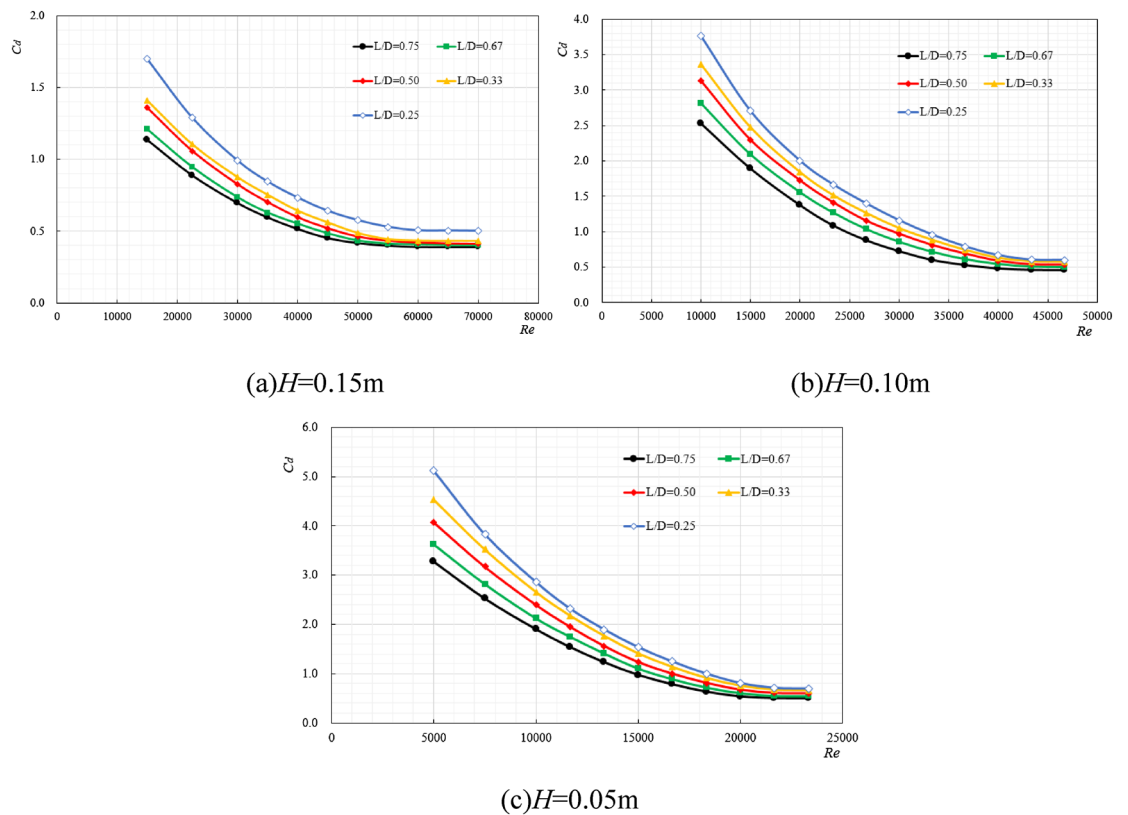 2.0
Cd
1.5
1.0
0.5
0.0
L/D=0.75 L/D=0.67
L/D=0.50 L/D=0.33
L/D=0.25
0 10000 20000 30000 40000 50000 60000 70000 80000
Re
(a)H=0.15m
4.0
Cd
3.5
3.0
2.5
2.0
1.5
1.0
0.5
0.0
L/D=0.75 L/D=0.67
L/D=0.50 L/D=0.33
L/D=0.25
0 5000 10000 15000 20000 25000 30000 35000 40000 45000 50000
Re
(b)H=0.10m
6.0
Cd
5.0
4.0
3.0
2.0
1.0
0.0
L/D=0.75 L/D=0.67
L/D=0.50 L/D=0.33
L/D=0.25
0 5000 10000 15000 20000 25000
Re
(c)H=0.05m